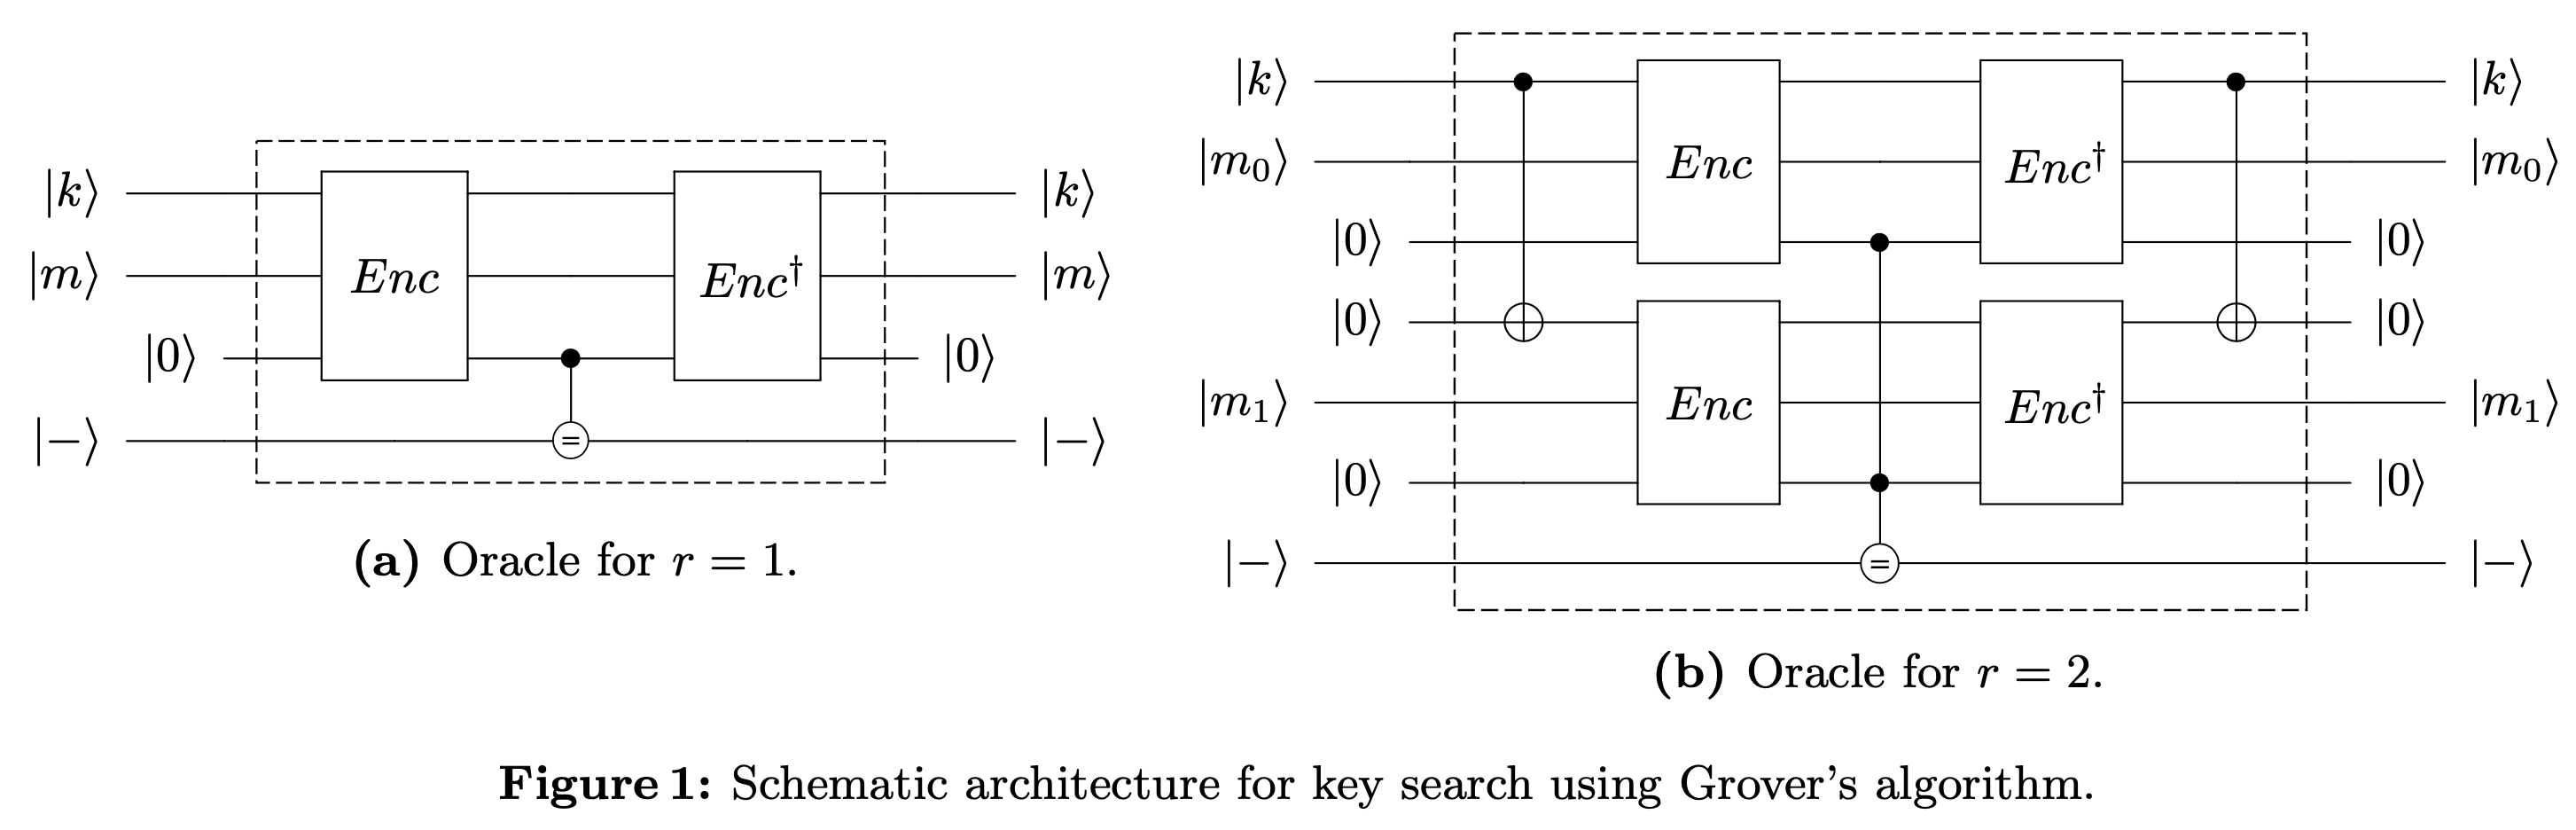 |k⟩ Enc Enc† |k⟩
|m⟩ |m⟩
|0⟩ |0⟩
|−⟩ = |−⟩
(a) Oracle for r = 1.
|k⟩ |k⟩
|m₀⟩ Enc Enc† |m₀⟩
|0⟩ |0⟩
|0⟩ |0⟩
|m₁⟩ Enc Enc† |m₁⟩
|0⟩ |0⟩
|−⟩ = |−⟩
(b) Oracle for r = 2.
Figure 1: Schematic architecture for key search using Grover’s algorithm.